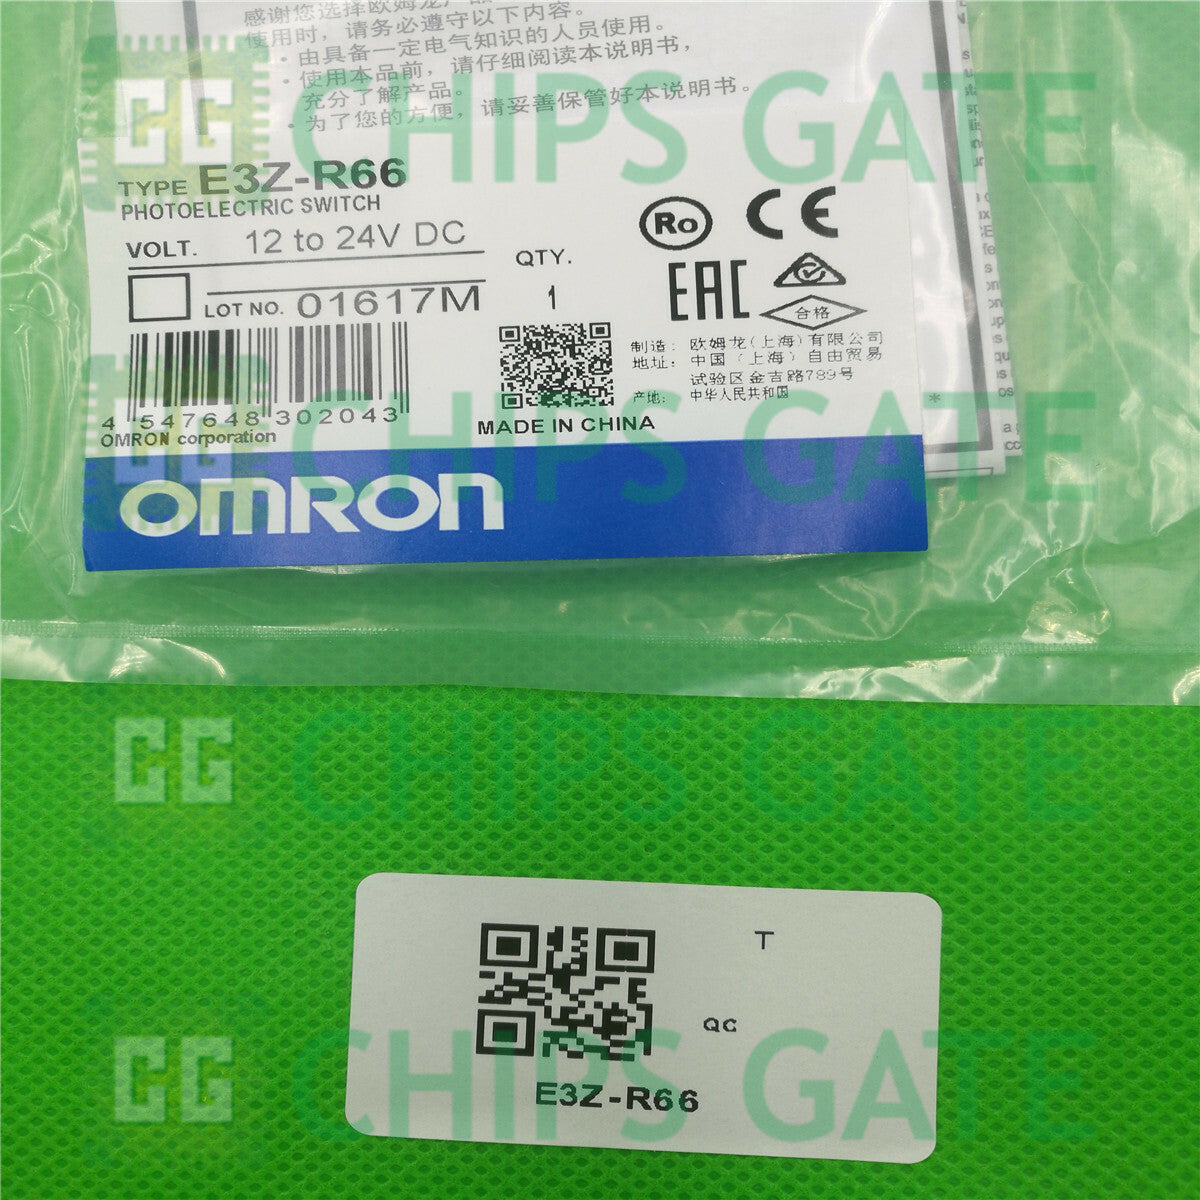 感谢您选择欧姆龙产品
使用时，请务必遵守以下内容。
・由具备一定电气知识的人员使用。
・使用本品前，请仔细阅读本说明书，
充分了解产品。
・为了您的方便，请妥善保管好本说明书。
CG CHIPS GATE
TYPE E3Z-R66
PHOTOELECTRIC SWITCH
VOLT. 12 to 24V DC
QTY.
1
LOT NO. 01617M
Ro CE
EAC
合格
制造: 欧姆龙(上海)有限公司
地址: 中国（上海）自由贸易
试验区金吉路789号
产地: 中华人民共和国
4 547648 302043
OMRON corporation
MADE IN CHINA
CHIPS GATE
OMRON
CG CHIPS GATE
T
QC
CG CHIPS GATE
E3Z-R66